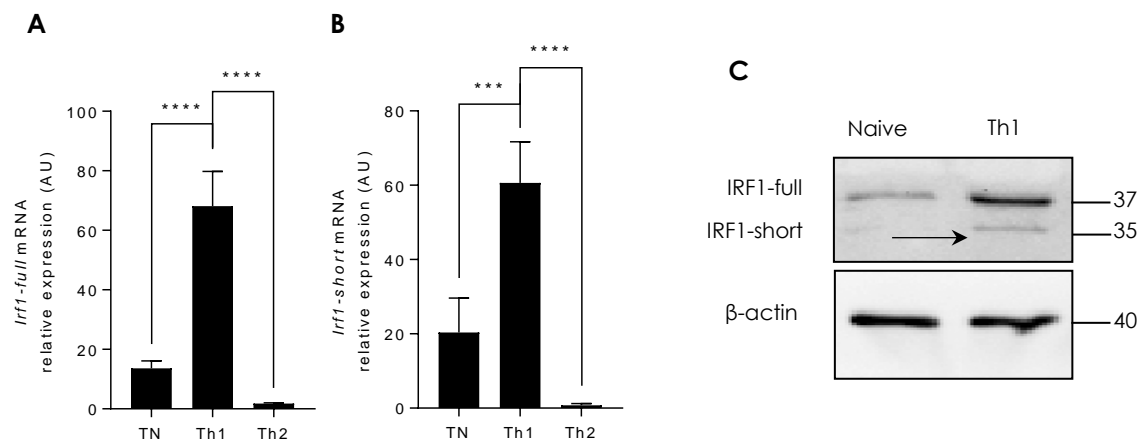 A
Irf1-full mRNA
relative expression (AU)
100
80
60
40
20
0
****
****
TN
Th1
Th2
B
Irf1-short mRNA
relative expression (AU)
80
60
40
20
0
***
****
TN
Th1
Th2
C
Naive
Th1
IRF1-full
37
IRF1-short
35
β-actin
40